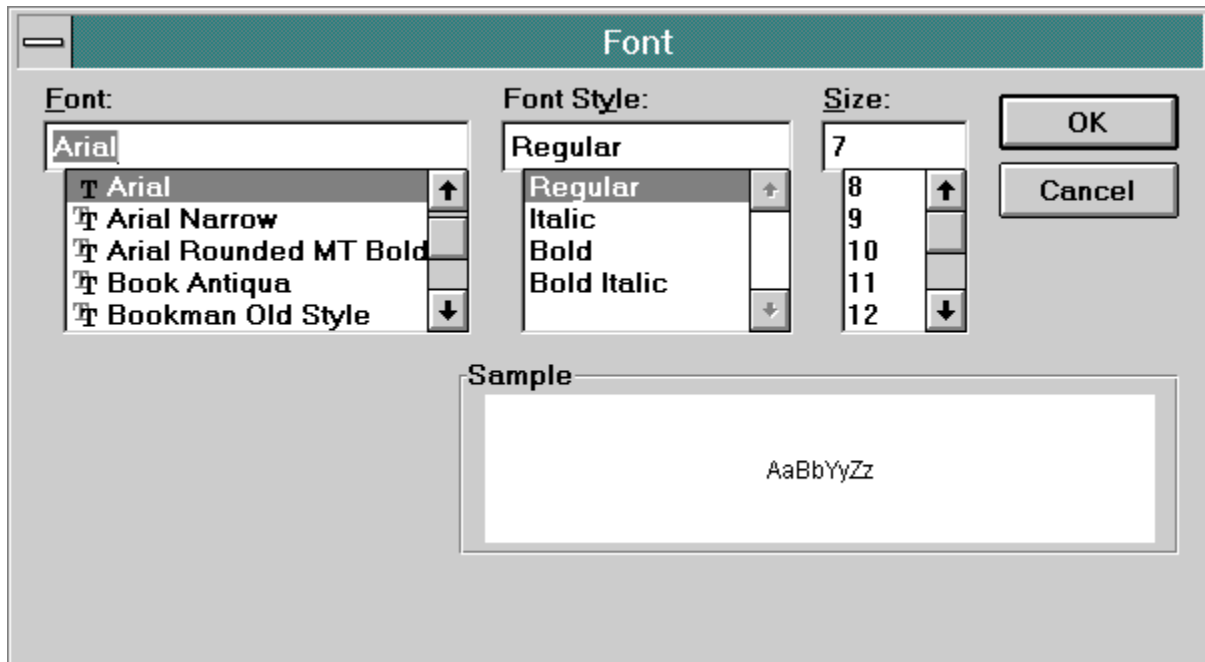 Font
Font: Font Style: Size:
Arial Regular 7 OK
Arial Regular 8 Cancel
Arial Narrow Italic 9
Arial Rounded MT Bold Bold 10
Book Antiqua Bold Italic 11
Bookman Old Style 12
Sample
AaBbYyZz